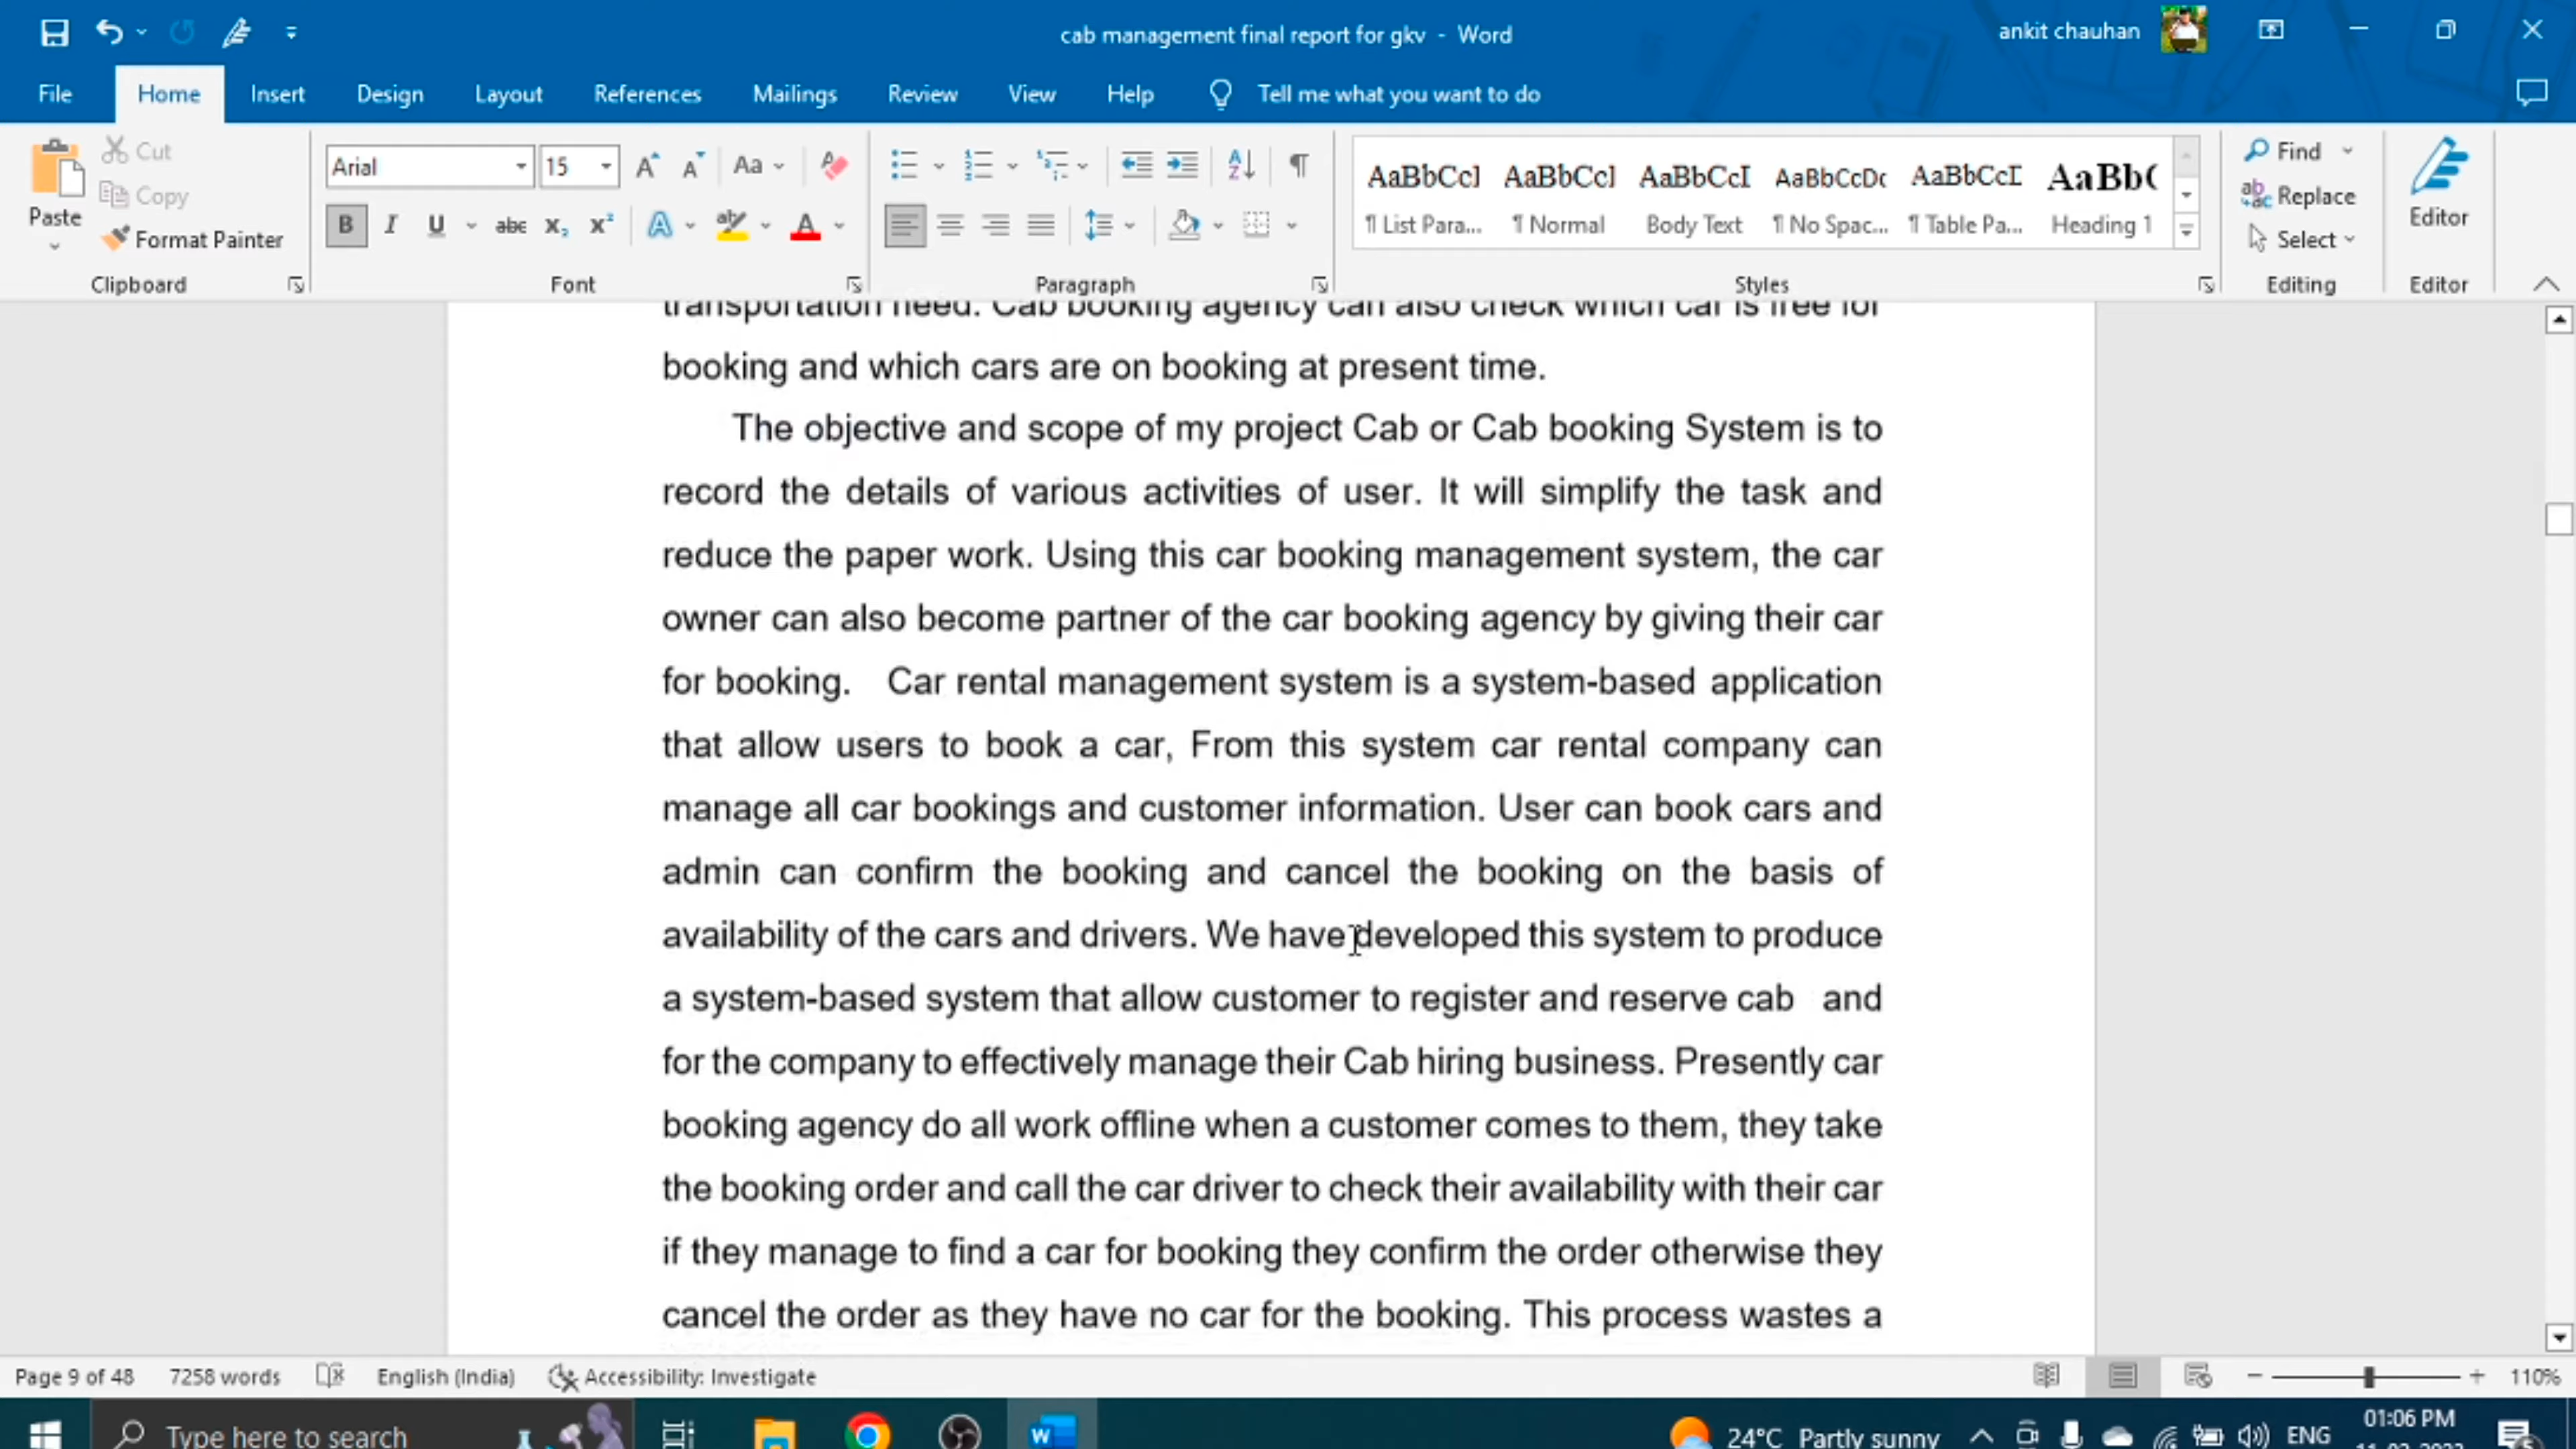 cab management final report for gkv - Word
ankit chauhan
File Home Insert Design Layout References Mailings Review View Help Tell me what you want to do
Paste
Cut
Copy
Format Painter
Clipboard
Arial 15
Font
Paragraph
AaBbCcI AaBbCcI AaBbCcI AaBbCcDc AaBbCcI AaBb(
¶ List Para... ¶ Normal Body Text ¶ No Spac... ¶ Table Pa... Heading 1
Styles
Find
Replace
Select
Editing
Editor
Editor
transportation need. Cab booking agency can also check which car is free for
booking and which cars are on booking at present time.
The objective and scope of my project Cab or Cab booking System is to
record the details of various activities of user. It will simplify the task and
reduce the paper work. Using this car booking management system, the car
owner can also become partner of the car booking agency by giving their car
for booking. Car rental management system is a system-based application
that allow users to book a car, From this system car rental company can
manage all car bookings and customer information. User can book cars and
admin can confirm the booking and cancel the booking on the basis of
availability of the cars and drivers. We have developed this system to produce
a system-based system that allow customer to register and reserve cab and
for the company to effectively manage their Cab hiring business. Presently car
booking agency do all work offline when a customer comes to them, they take
the booking order and call the car driver to check their availability with their car
if they manage to find a car for booking they confirm the order otherwise they
cancel the order as they have no car for the booking. This process wastes a
Page 9 of 48 7258 words English (India) Accessibility: Investigate 110%
Type here to search
24°C Partly sunny
ENG
01:06 PM